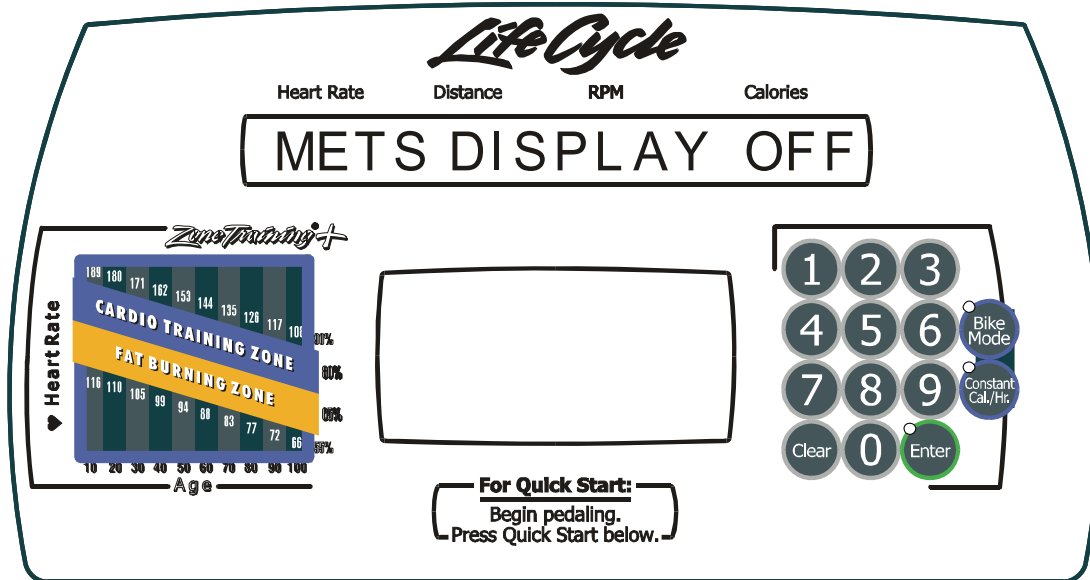 Life Cycle
Heart Rate Distance RPM Calories
METS DISPLAY OFF
Zone Training+
Heart Rate
189 180 171 162 153 144 135 126 117 100
CARDIO TRAINING ZONE
FAT BURNING ZONE
80%
65%
55%
116 110 105 99 94 88 83 77 72 66
10 20 30 40 50 60 70 80 90 100
Age
For Quick Start:
Begin pedaling.
Press Quick Start below.
1 2 3
4 5 6 Bike Mode
7 8 9 Constant Cal./Hr.
Clear 0 Enter